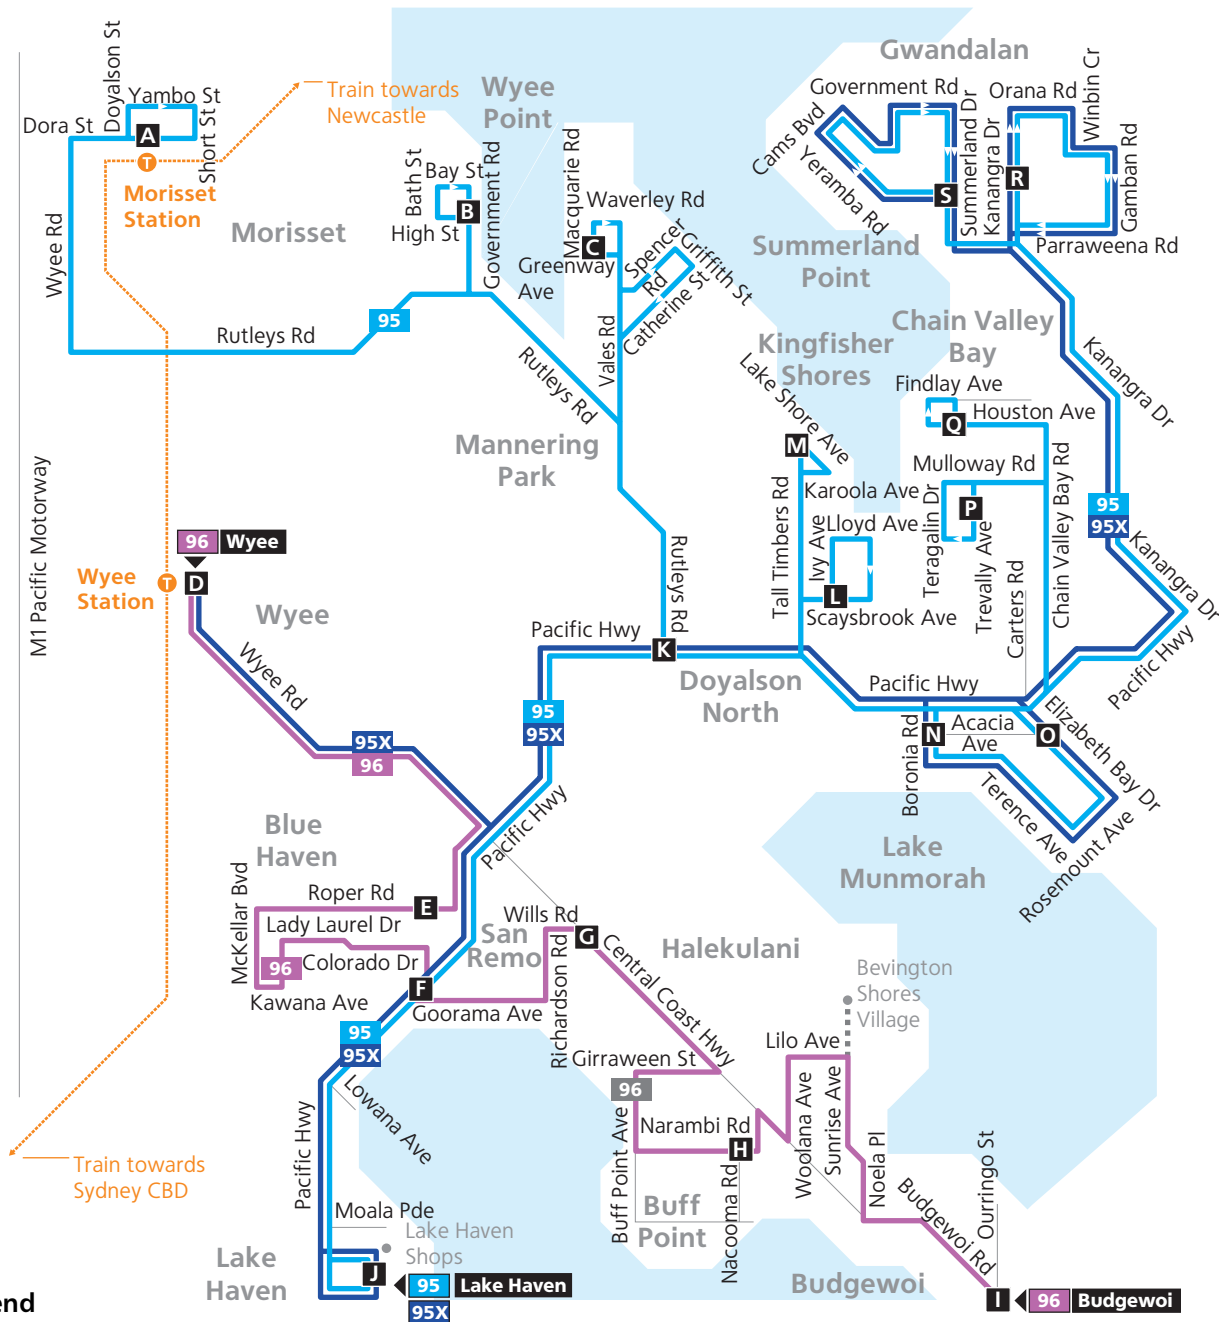 Gwandalan
Government Rd
Orana Rd
Winbin Cr
Doyalson St
Yambo St
Dora St
A
Short St
T
Morisset
Station
Train towards
Newcastle
Wyee
Point
Cams Bvd
Yeramba Rd
S
Summerland Dr
Kananga Dr
R
Gamban Rd
Parraweena Rd
Wyee Rd
Morisset
Bath St
Bay St
B
High St
Government Rd
Macquarie Rd
Waverley Rd
C
Greenway
Ave
Spencer
Rd
Griffith St
Catherine St
Vales Rd
Summerland
Point
Chain Valley
Bay
Kingfisher
Shores
95
Rutleys Rd
Rutleys Rd
Kanangra Dr
Lake Shore Ave
Findlay Ave
Houston Ave
Q
M
Mannering
Park
Mulloway Rd
Karoola Ave
Tall Timbers Rd
Teragalin Dr
P
Trevally Ave
Chain Valley Bay Rd
95
95X
Kanangra Dr
M1 Pacific Motorway
96
Wyee
Wyee
Station
T
D
Wyee
Ivy Ave
Lloyd Ave
L
Scaysbrook Ave
Carters Rd
Rutleys Rd
Pacific Hwy
K
Wyee Rd
Doyalson
North
Pacific Hwy
Pacific Hwy
95
95X
95X
96
Boronia Rd
N
Acacia
Ave
O
Elizabeth Bay Dr
Terence Ave
Rosemount Ave
Pacific Hwy
Blue
Haven
Lake
Munmorah
McKellar Bvd
Roper Rd
E
Lady Laurel Dr
96
Colorado Dr
Kawana Ave
F
San
Remo
Wills Rd
G
Richardson Rd
Goorama Ave
Halekulani
Central Coast Hwy
Bevington
Shores
Village
95
95X
Lilo Ave
Girraween St
96
Lowana Ave
Pacific Hwy
Buff Point Ave
Narambi Rd
H
Nacooma Rd
Woolana Ave
Sunrise Ave
Noela Pl
Ourringo St
Budgewoi Rd
Train towards
Sydney CBD
Moala Pde
Lake Haven
Shops
Buff
Point
Lake
Haven
J
95
Lake Haven
95X
Budgewoi
I
96
Budgewoi
end